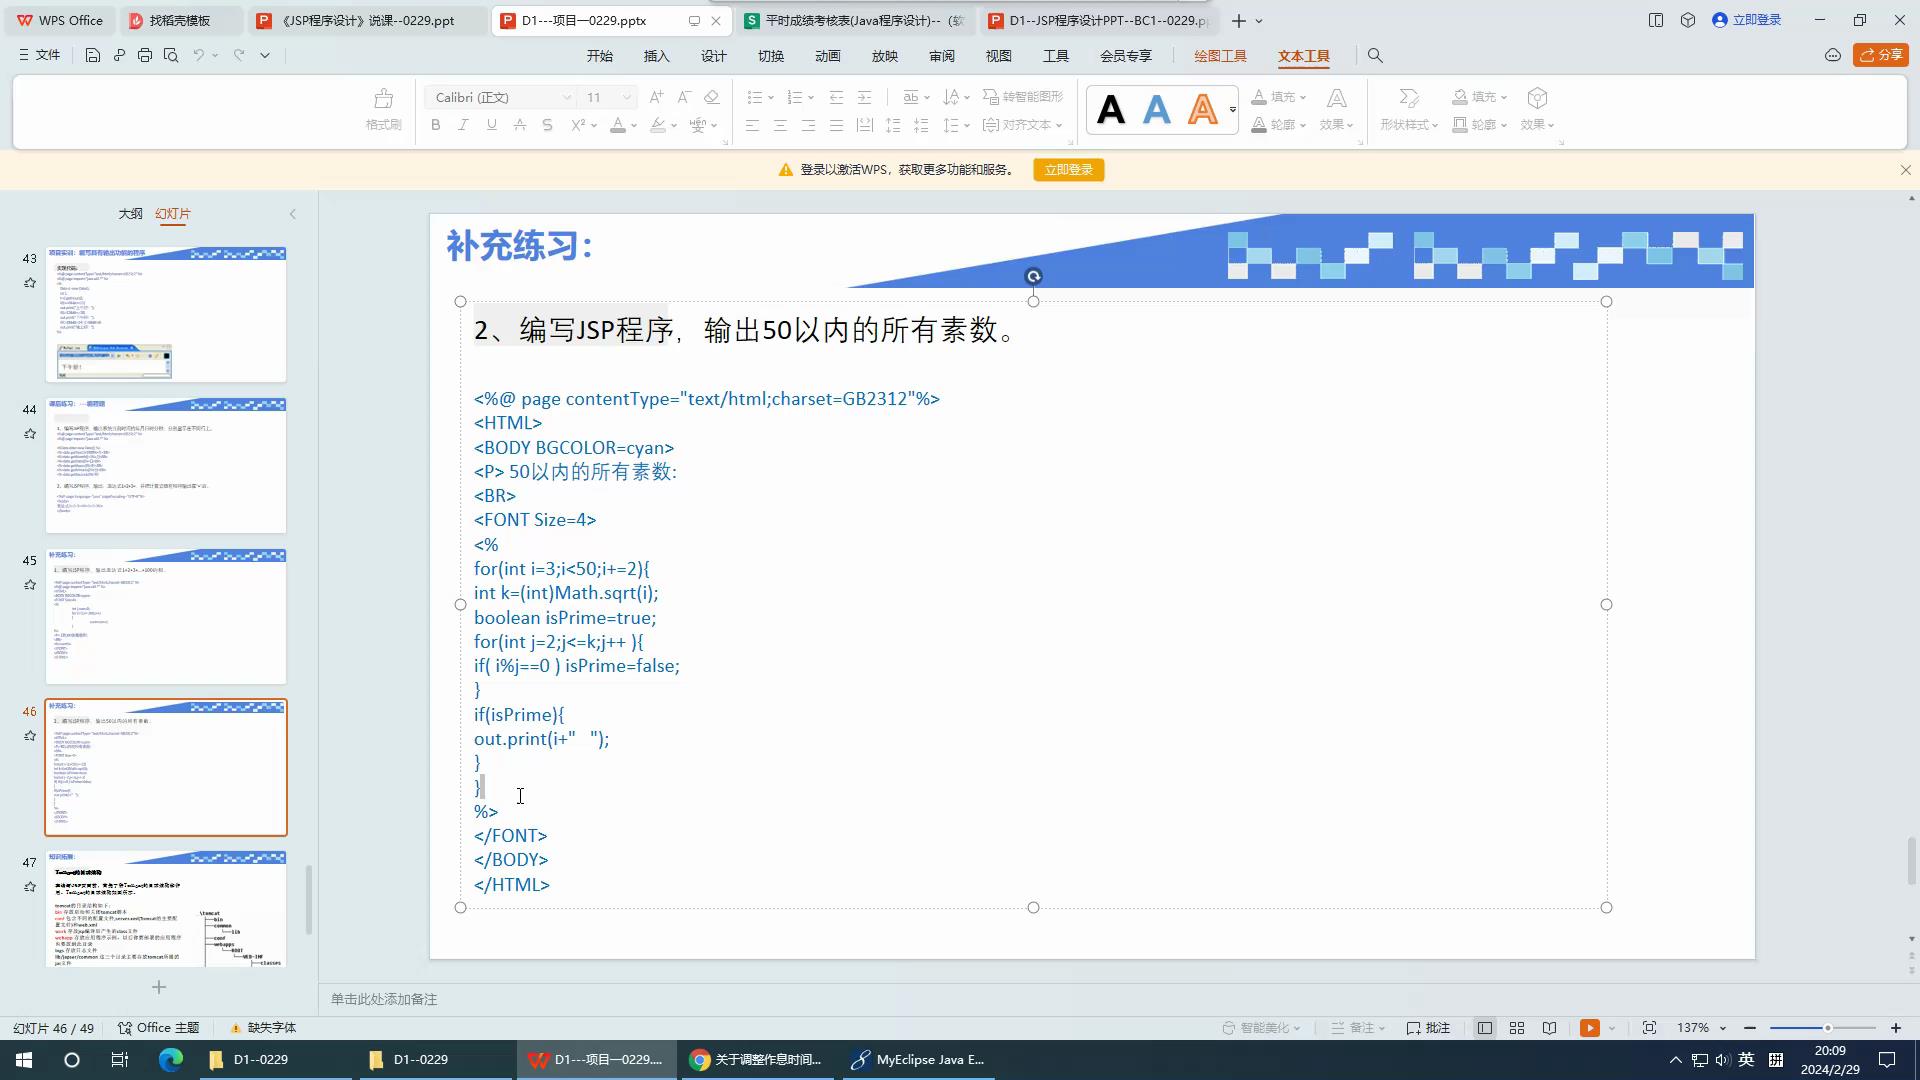 WPS Office
找稻壳模板
《JSP程序设计》说课--0229.ppt
D1---项目一0229.pptx
平时成绩考核表(Java程序设计)--（软
D1--JSP程序设计PPT--BC1--0229.p
立即登录
文件
开始
插入
设计
切换
动画
放映
审阅
视图
工具
会员专享
绘图工具
文本工具
分享
格式刷
Calibri (正文)
11
转智能图形
对齐文本
填充
轮廓
效果
形状样式
填充
轮廓
效果
登录以激活WPS，获取更多功能和服务。
立即登录
大纲
幻灯片
43
44
45
46
47
补充练习：
2、编写JSP程序，输出50以内的所有素数。
<%@ page contentType="text/html;charset=GB2312"%>
<HTML>
<BODY BGCOLOR=cyan>
<P> 50以内的所有素数:
<BR>
<FONT Size=4>
<%
for(int i=3;i<50;i+=2){
int k=(int)Math.sqrt(i);
boolean isPrime=true;
for(int j=2;j<=k;j++ ){
if( i%j==0 ) isPrime=false;
}
if(isPrime){
out.print(i+"   ");
}
}
%>
</FONT>
</BODY>
</HTML>
单击此处添加备注
幻灯片 46 / 49
Office 主题
缺失字体
智能美化
备注
批注
137%
D1--0229
D1--0229
D1---项目一0229....
关于调整作息时间...
MyEclipse Java E...
英
20:09
2024/2/29